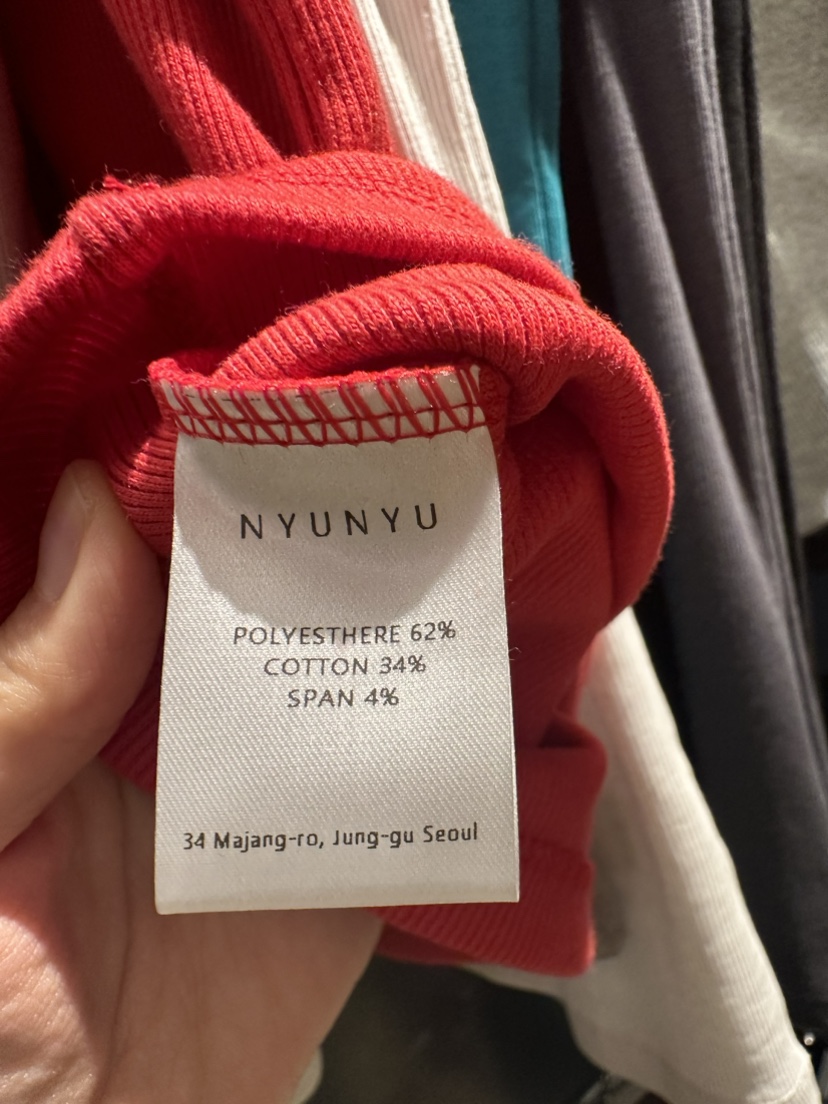 NYUNYU
POLYESTHERE 62%
COTTON 34%
SPAN 4%
34 Majang-ro, Jung-gu Seoul